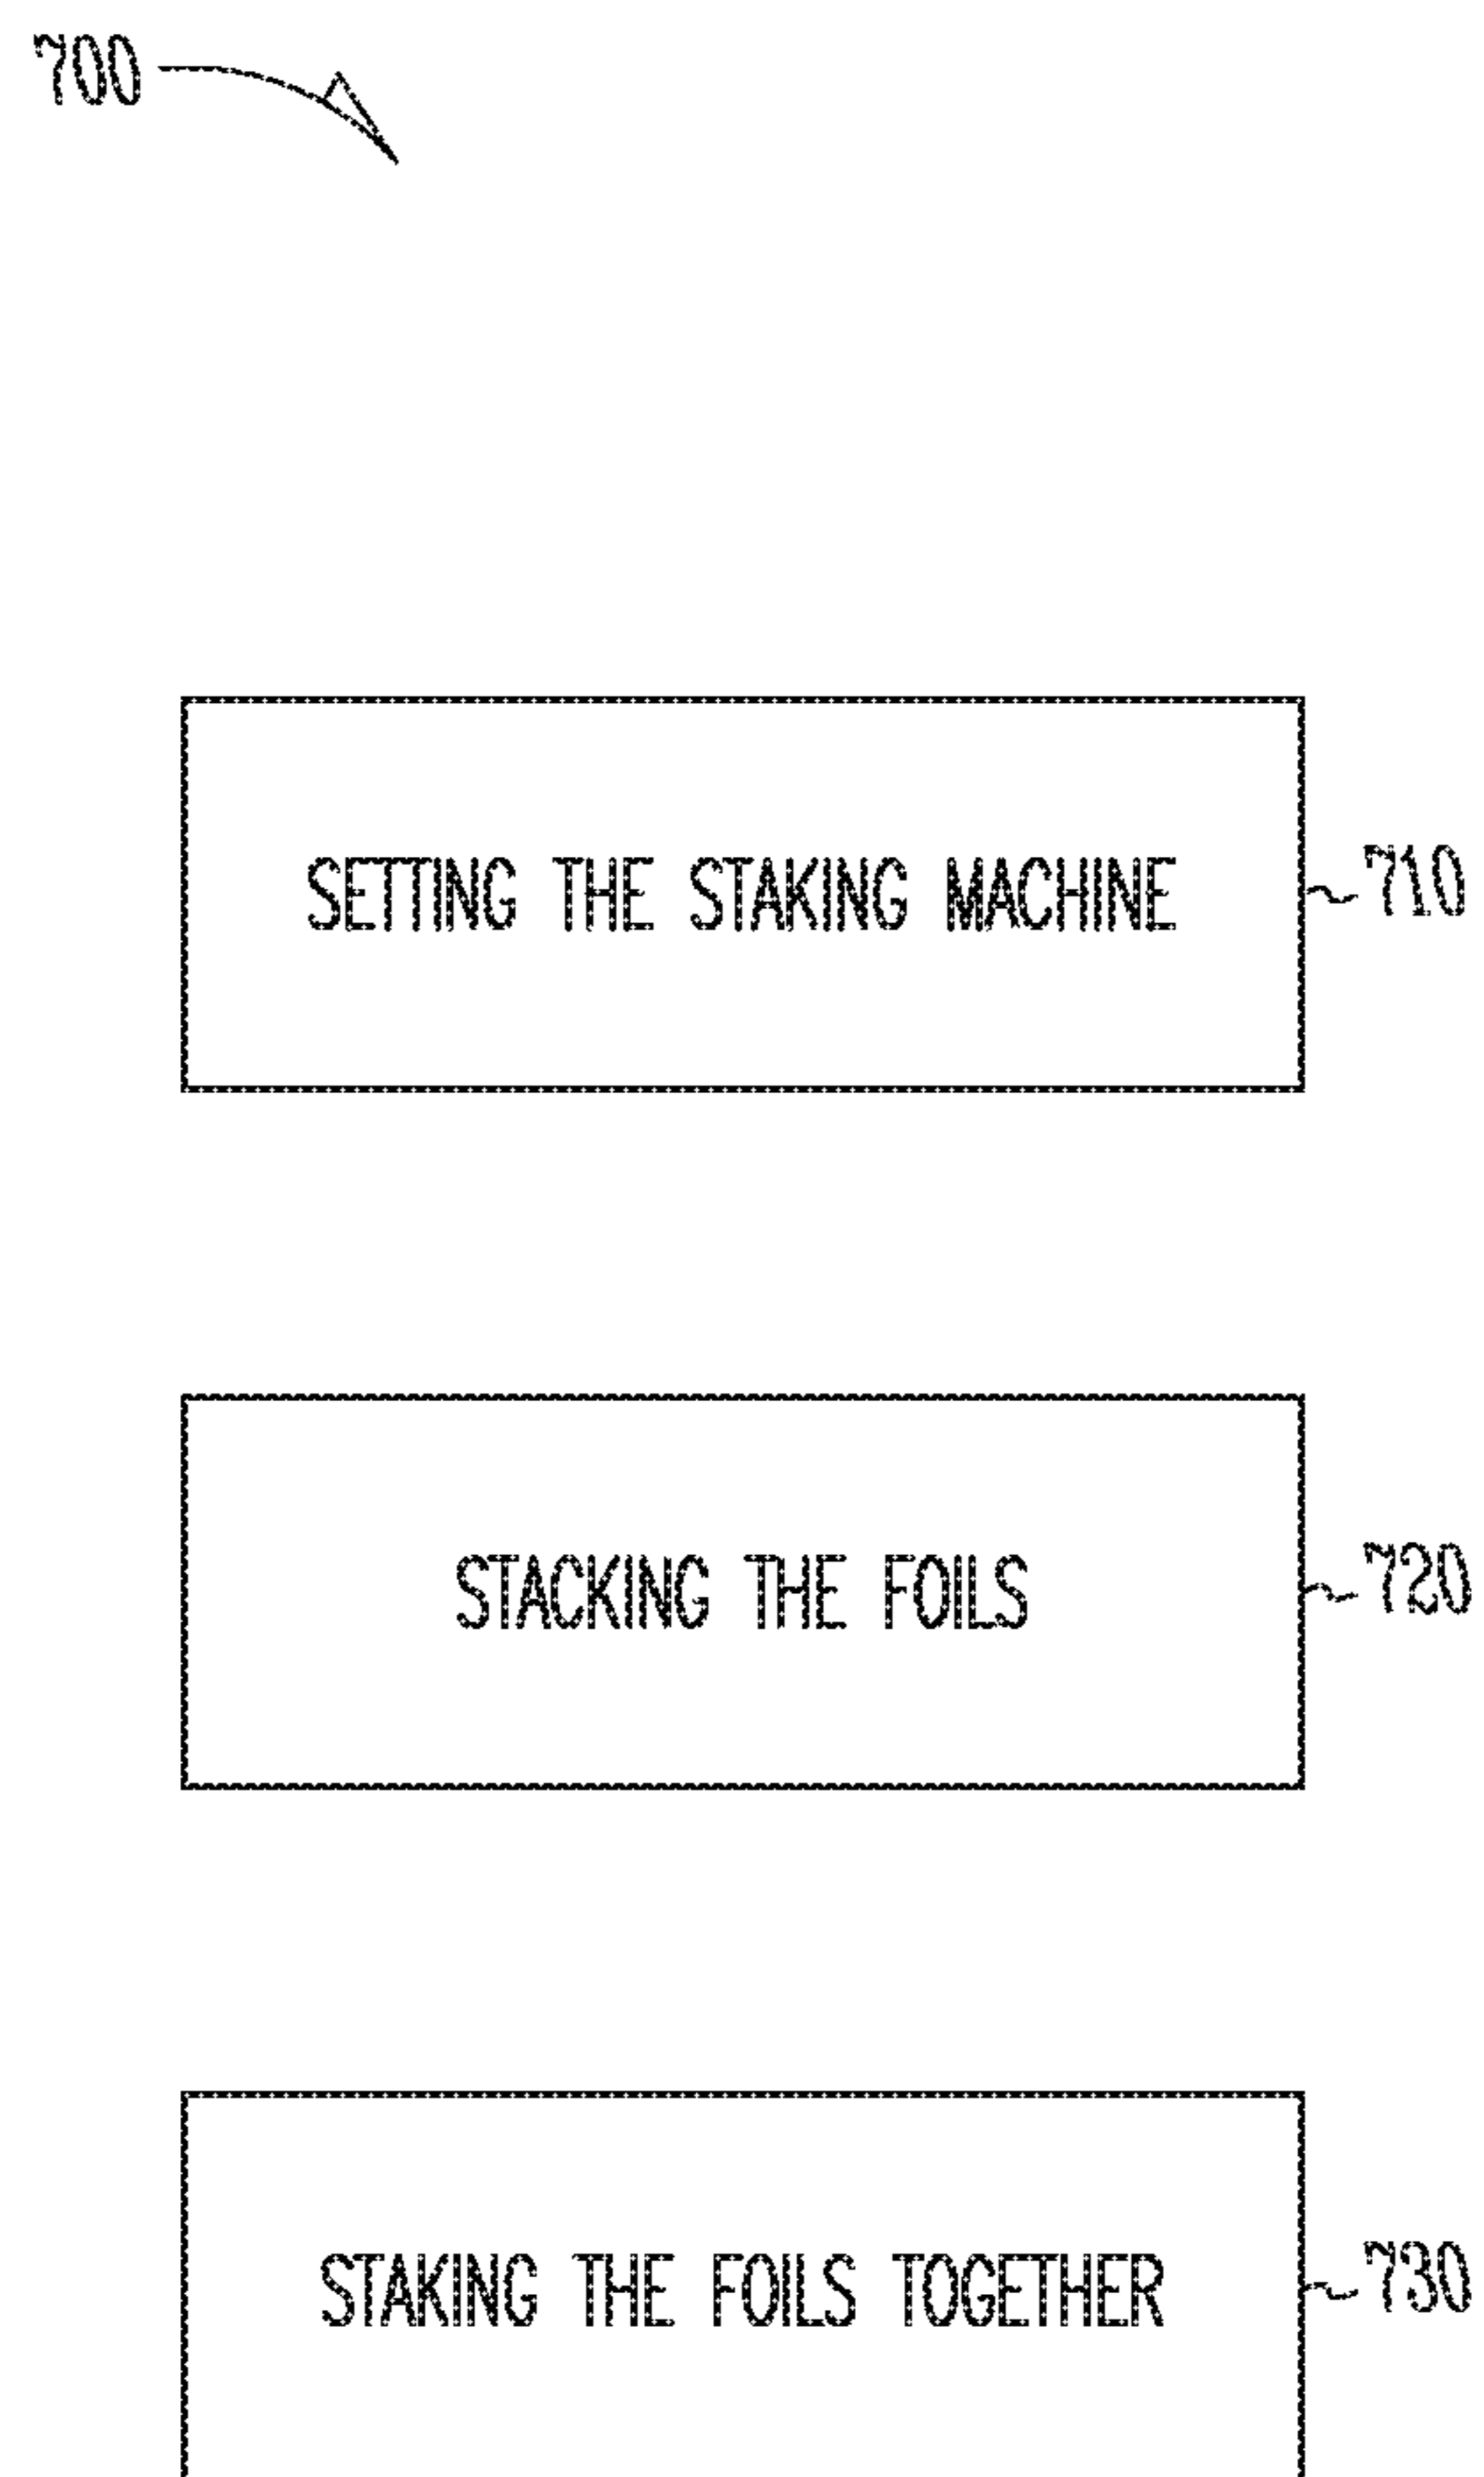 700
SETTING THE STAKING MACHINE
710
STACKING THE FOILS
720
STAKING THE FOILS TOGETHER
730